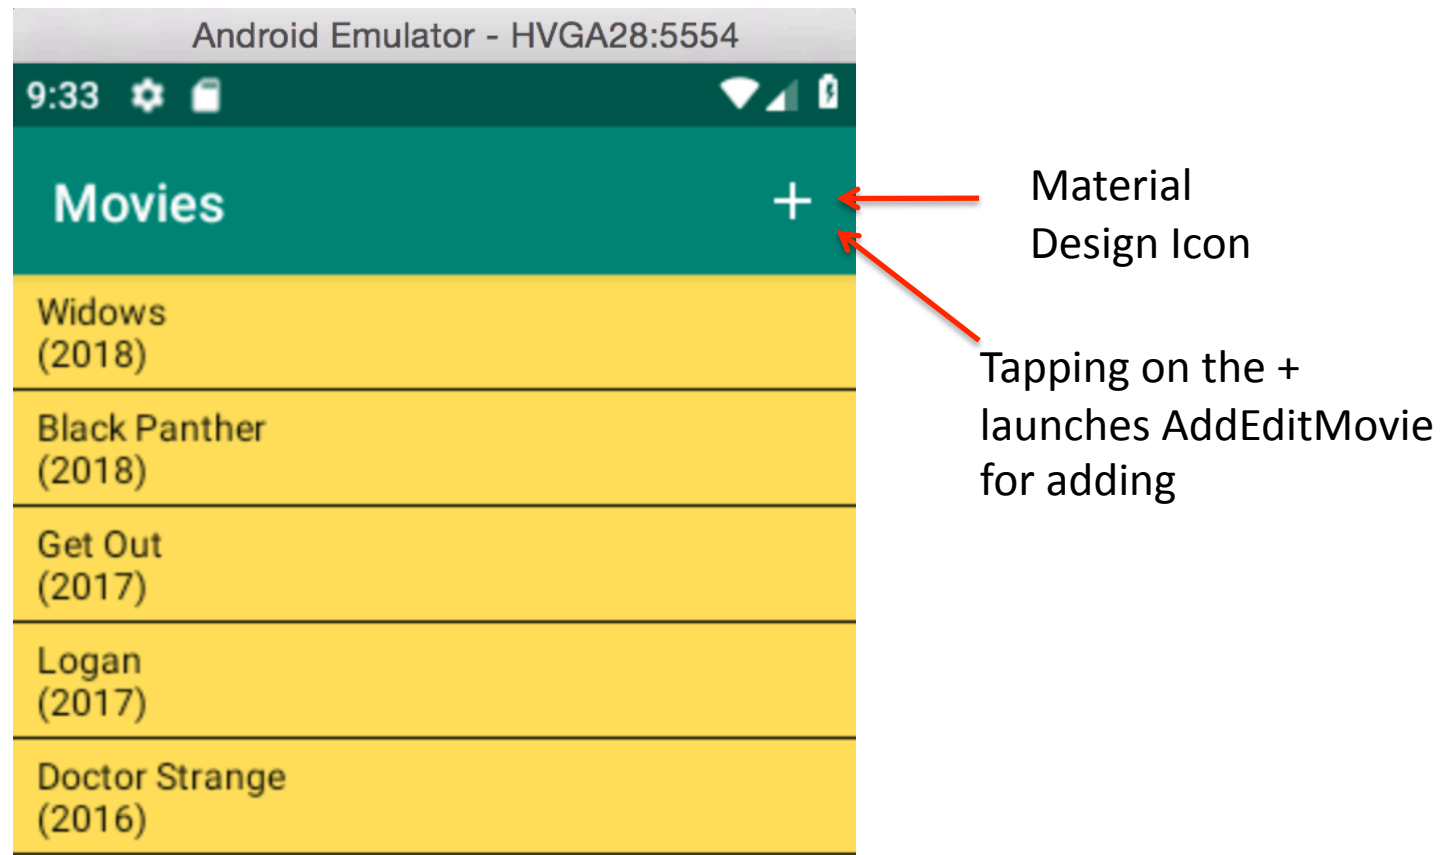 Android Emulator - HVGA28:5554
9:33
Movies
+
Material
Design Icon
Widows
(2018)
Tapping on the +
launches AddEditMovie
for adding
Black Panther
(2018)
Get Out
(2017)
Logan
(2017)
Doctor Strange
(2016)